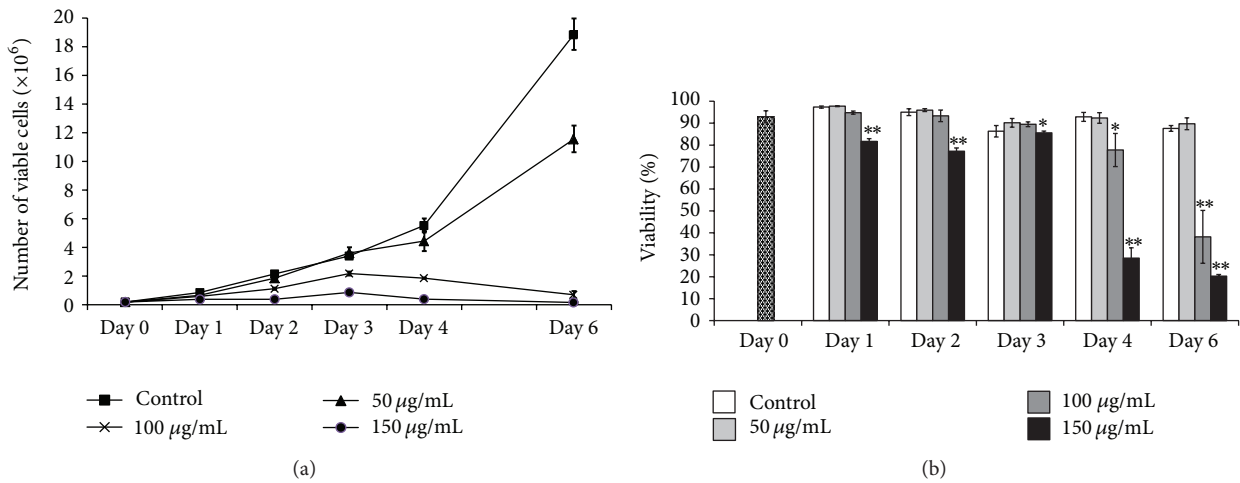 20
18
16
14
12
10
8
6
4
2
0
Number of viable cells (×10⁶)
Day 0 Day 1 Day 2 Day 3 Day 4 Day 6
Control
50 µg/mL
100 µg/mL
150 µg/mL
(a)
100
90
80
70
60
50
40
30
20
10
0
Viability (%)
**
**
*
*
**
**
**
Day 0 Day 1 Day 2 Day 3 Day 4 Day 6
Control
100 µg/mL
50 µg/mL
150 µg/mL
(b)